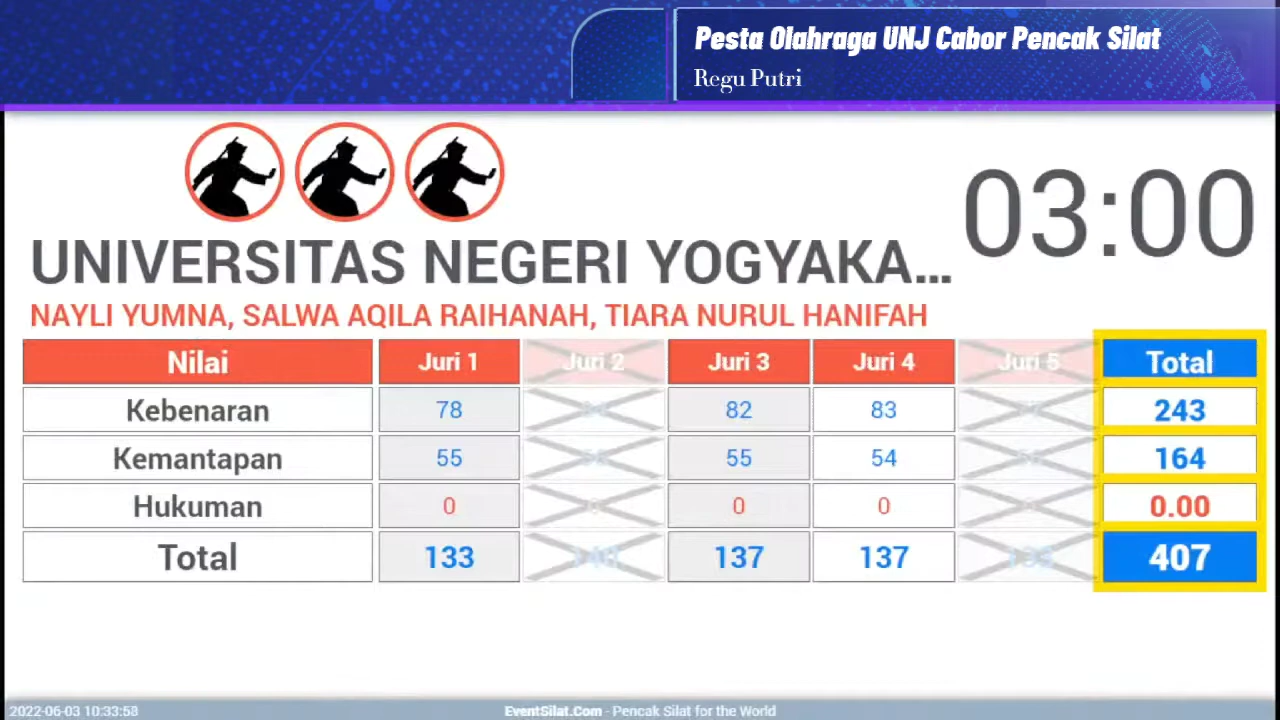 Pesta Olahraga UNJ Cabor Pencak Silat
Regu Putri
03:00
UNIVERSITAS NEGERI YOGYAKA...
NAYLI YUMNA, SALWA AQILA RAIHANAH, TIARA NURUL HANIFAH
Nilai Juri 1 Juri 2 Juri 3 Juri 4 Juri 5 Total
Kebenaran 78 82 83 243
Kemantapan 55 55 54 164
Hukuman 0 0 0 0 0 0.00
Total 133 137 137 407
2022-06-03 10:33:58 EventSilat.Com - Pencak Silat for the World